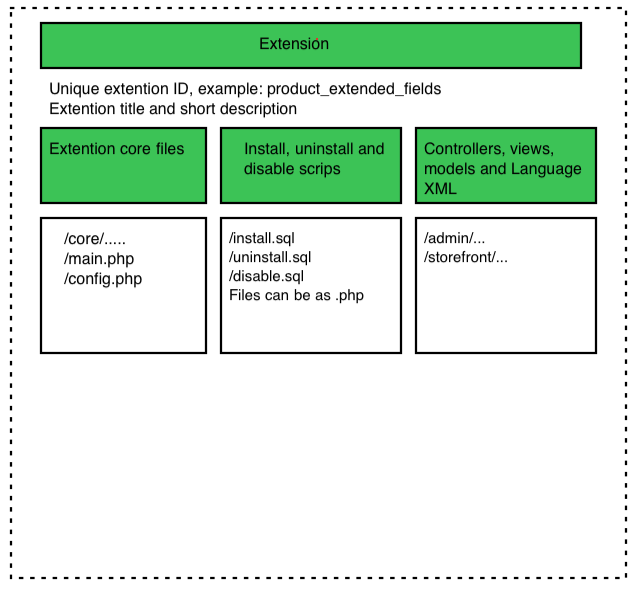 Extensión
Unique extention ID, example: product_extended_fields
Extention title and short description
Extention core files
Install, uninstall and
disable scrips
Controllers, views,
models and Language
XML
/core/.....
/main.php
/config.php
/install.sql
/uninstall.sql
/disable.sql
Files can be as .php
/admin/...
/storefront/...